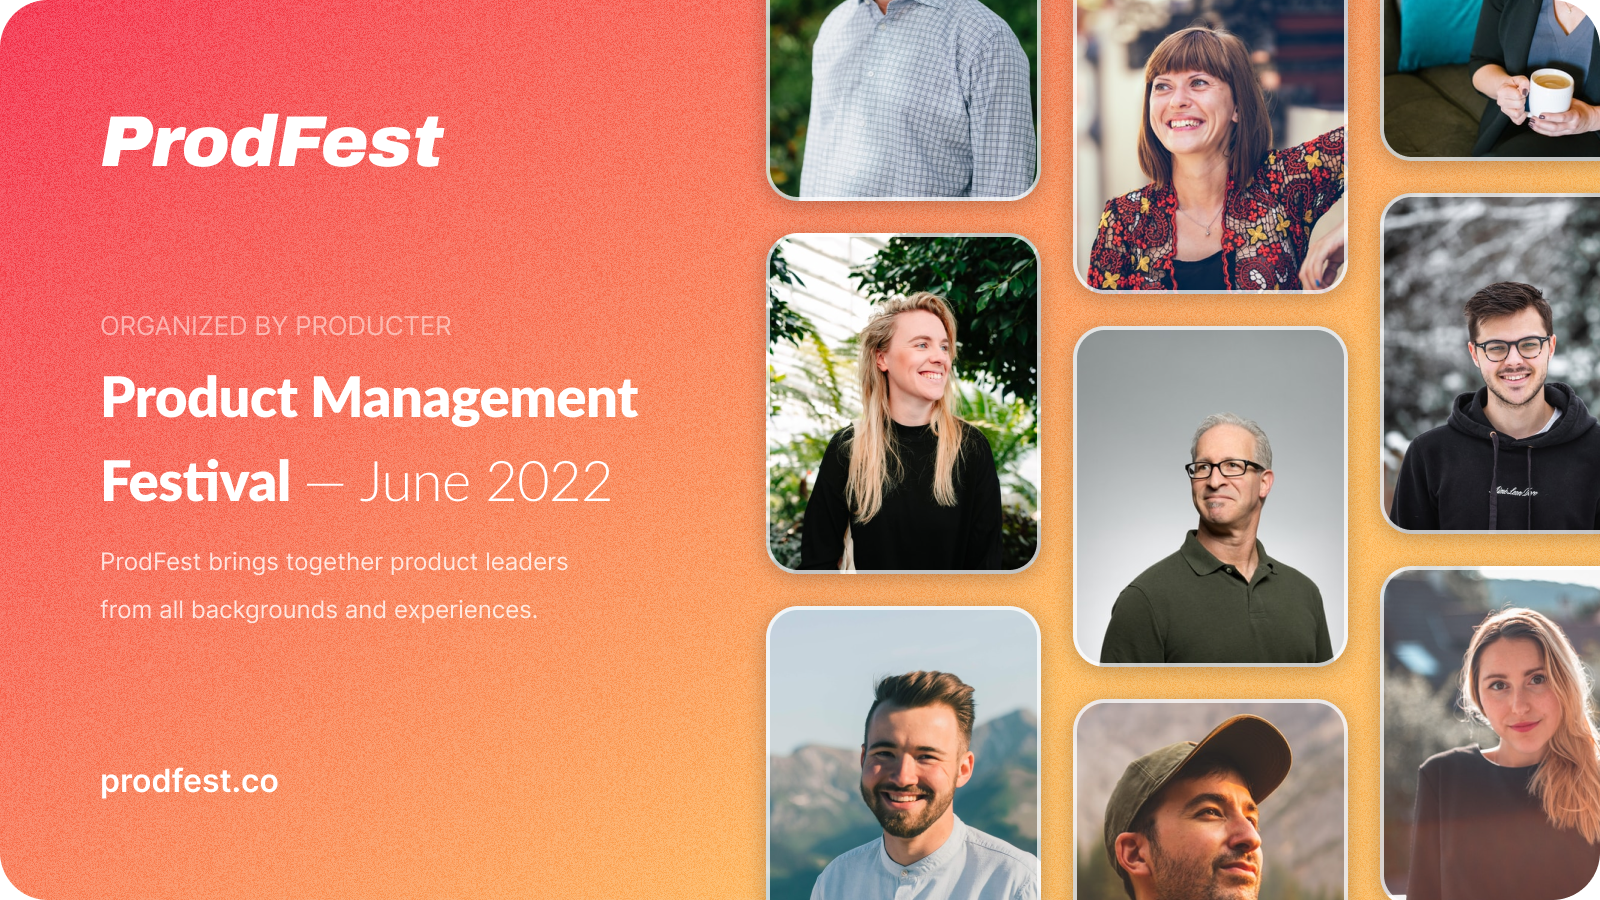 ProdFest
ORGANIZED BY PRODUCTER
Product Management
Festival — June 2022
ProdFest brings together product leaders
from all backgrounds and experiences.
prodfest.co